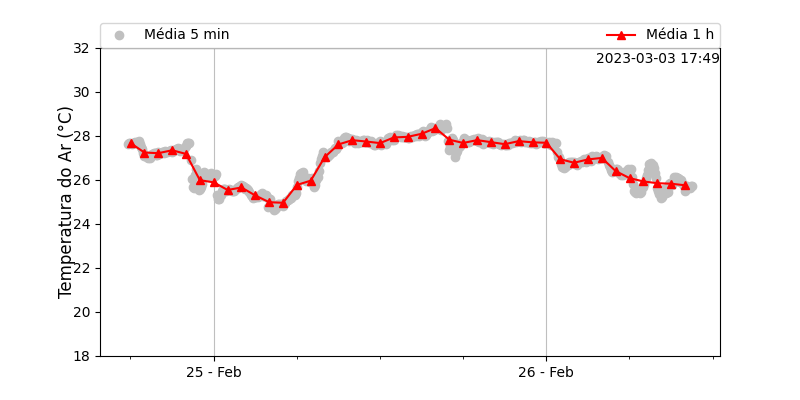 Média 5 min
Média 1 h
2023-03-03 17:49
Temperatura do Ar (°C)
32
30
28
26
24
22
20
18
25 - Feb
26 - Feb